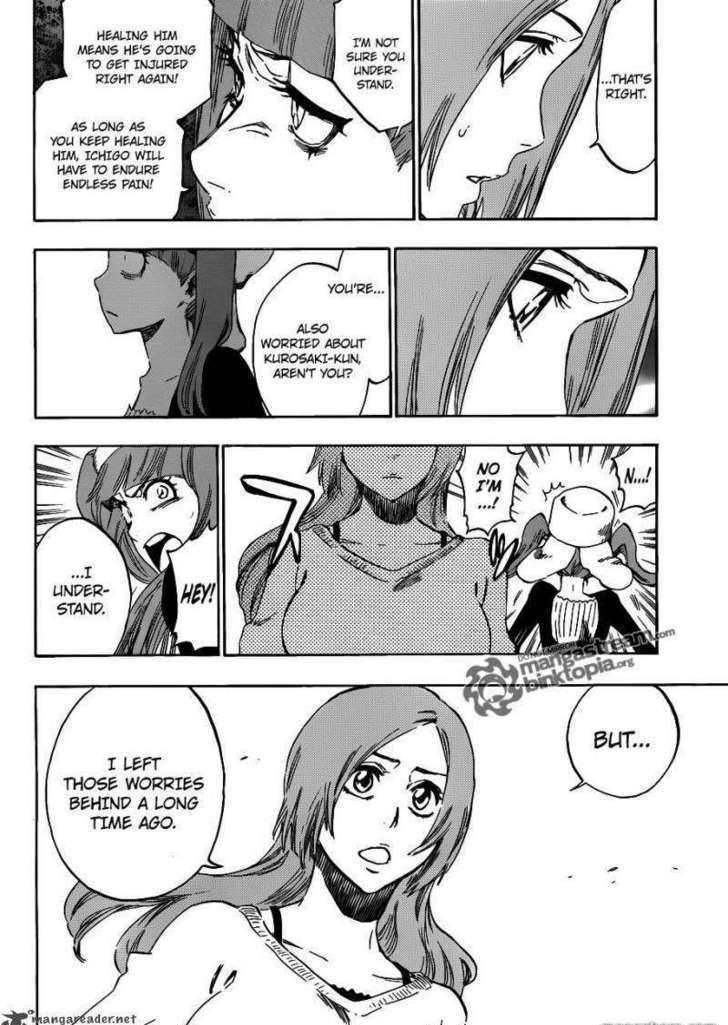 ...THAT'S
RIGHT.
I'M NOT
SURE YOU
UNDER-
STAND.
HEALING HIM
MEANS HE'S GOING
TO GET INJURED
RIGHT AGAIN!
AS LONG AS
YOU KEEP HEALING
HIM, ICHIGO WILL
HAVE TO ENDURE
ENDLESS PAIN!
YOU'RE...
ALSO
WORRIED ABOUT
KUROSAKI-KUN,
AREN'T YOU?
N...!
NO
I'M
...!
HEY!
...I
UNDER-
STAND.
mangastream.com
binktopia.org
BUT...
I LEFT
THOSE WORRIES
BEHIND A LONG
TIME AGO.
mangareader.net